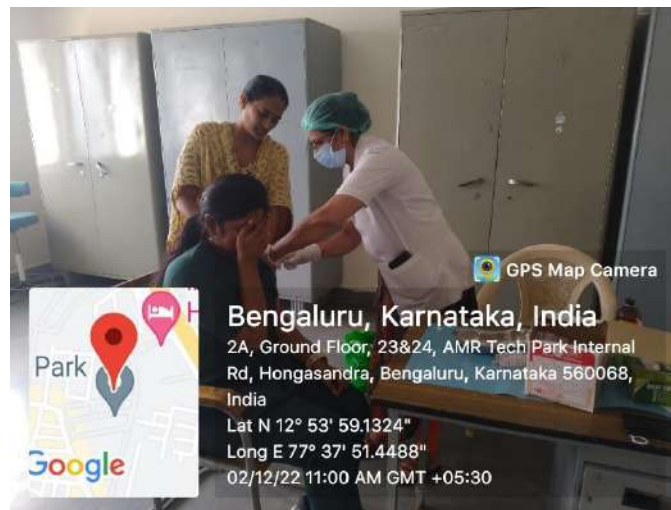 GPS Map Camera
Bengaluru, Karnataka, India
2A, Ground Floor, 23&24, AMR Tech Park Internal
Rd, Hongasandra, Bengaluru, Karnataka 560068,
India
Lat N 12° 53' 59.1324"
Long E 77° 37' 51.4488"
02/12/22 11:00 AM GMT +05:30
Park
Google